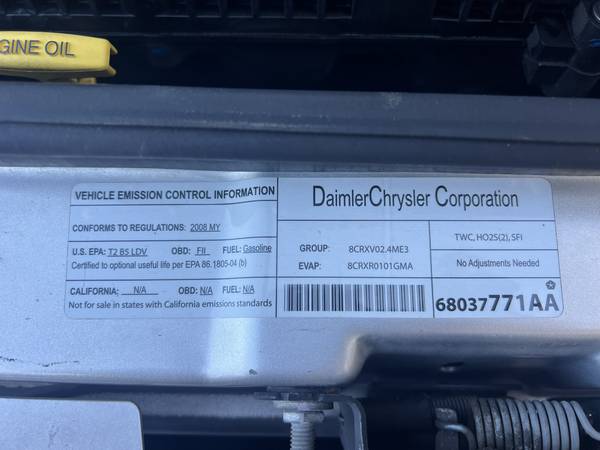 GINE OIL
VEHICLE EMISSION CONTROL INFORMATION
CONFORMS TO REGULATIONS: 2008 MY
U.S. EPA: T2 B5 LDV OBD: FII FUEL: Gasoline
Certified to optional useful life per EPA 86.1805-04 (b)
CALIFORNIA: N/A OBD: N/A FUEL: N/A
Not for sale in states with California emissions standards
DaimlerChrysler Corporation
GROUP: 8CRXV02.4ME3
EVAP: 8CRXR0101GMA
TWC, HO2S(2), SFI
No Adjustments Needed
68037771AA